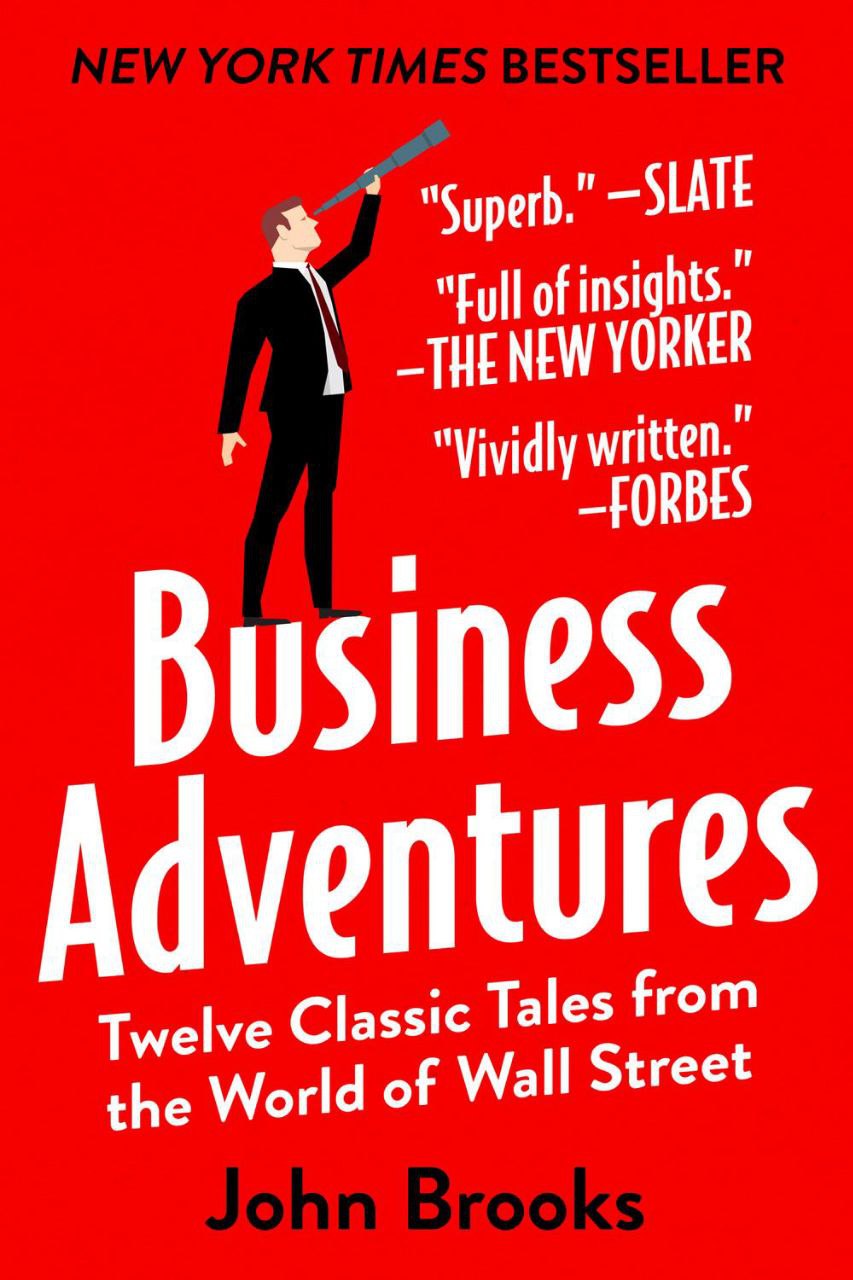 NEW YORK TIMES BESTSELLER
"Superb." —SLATE
"Full of insights."
—THE NEW YORKER
"Vividly written."
—FORBES
Business
Adventures
Twelve Classic Tales from
the World of Wall Street
John Brooks